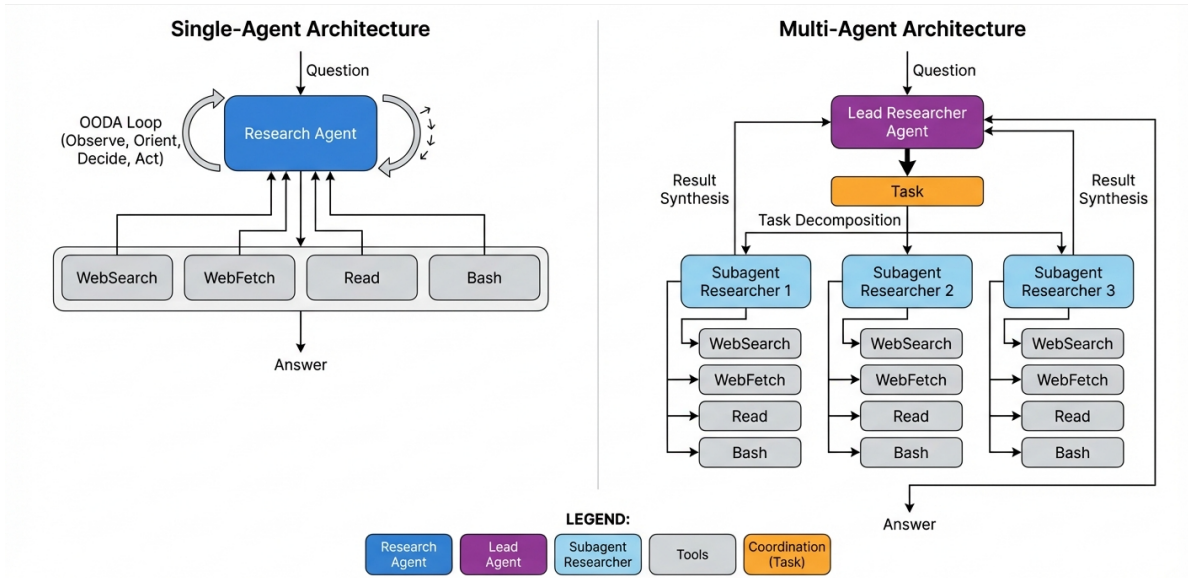 Single-Agent Architecture
Question
OODA Loop
(Observe, Orient,
Decide, Act)
Research Agent
WebSearch
WebFetch
Read
Bash
Answer
Multi-Agent Architecture
Question
Lead Researcher
Agent
Task
Result
Synthesis
Result
Synthesis
Task Decomposition
Subagent
Researcher 1
Subagent
Researcher 2
Subagent
Researcher 3
WebSearch
WebFetch
Read
Bash
WebSearch
WebFetch
Read
Bash
WebSearch
WebFetch
Read
Bash
Answer
LEGEND:
Research
Agent
Lead
Agent
Subagent
Researcher
Tools
Coordination
(Task)